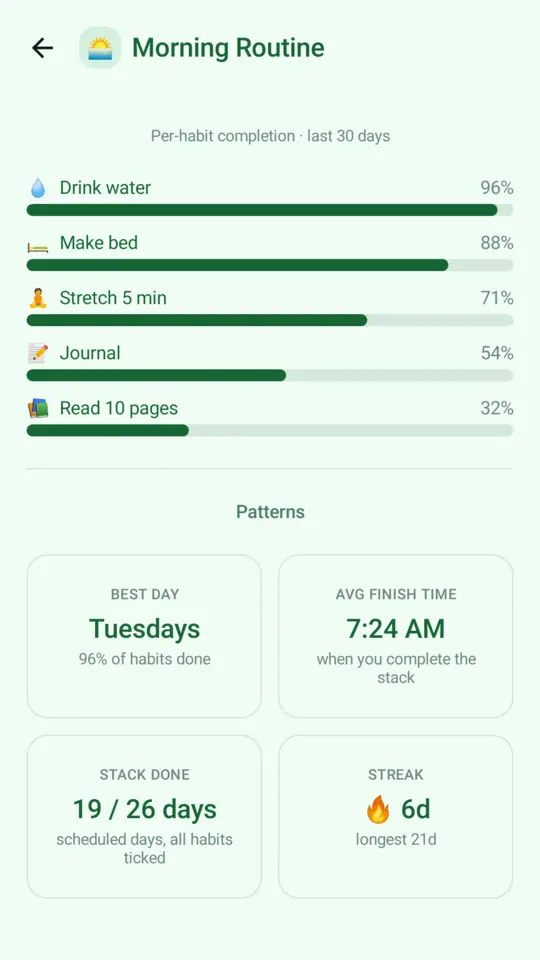 Morning Routine
Per-habit completion · last 30 days
Drink water 96%
Make bed 88%
Stretch 5 min 71%
Journal 54%
Read 10 pages 32%
Patterns
BEST DAY
Tuesdays
96% of habits done
AVG FINISH TIME
7:24 AM
when you complete the
stack
STACK DONE
19 / 26 days
scheduled days, all habits
ticked
STREAK
🔥 6d
longest 21d